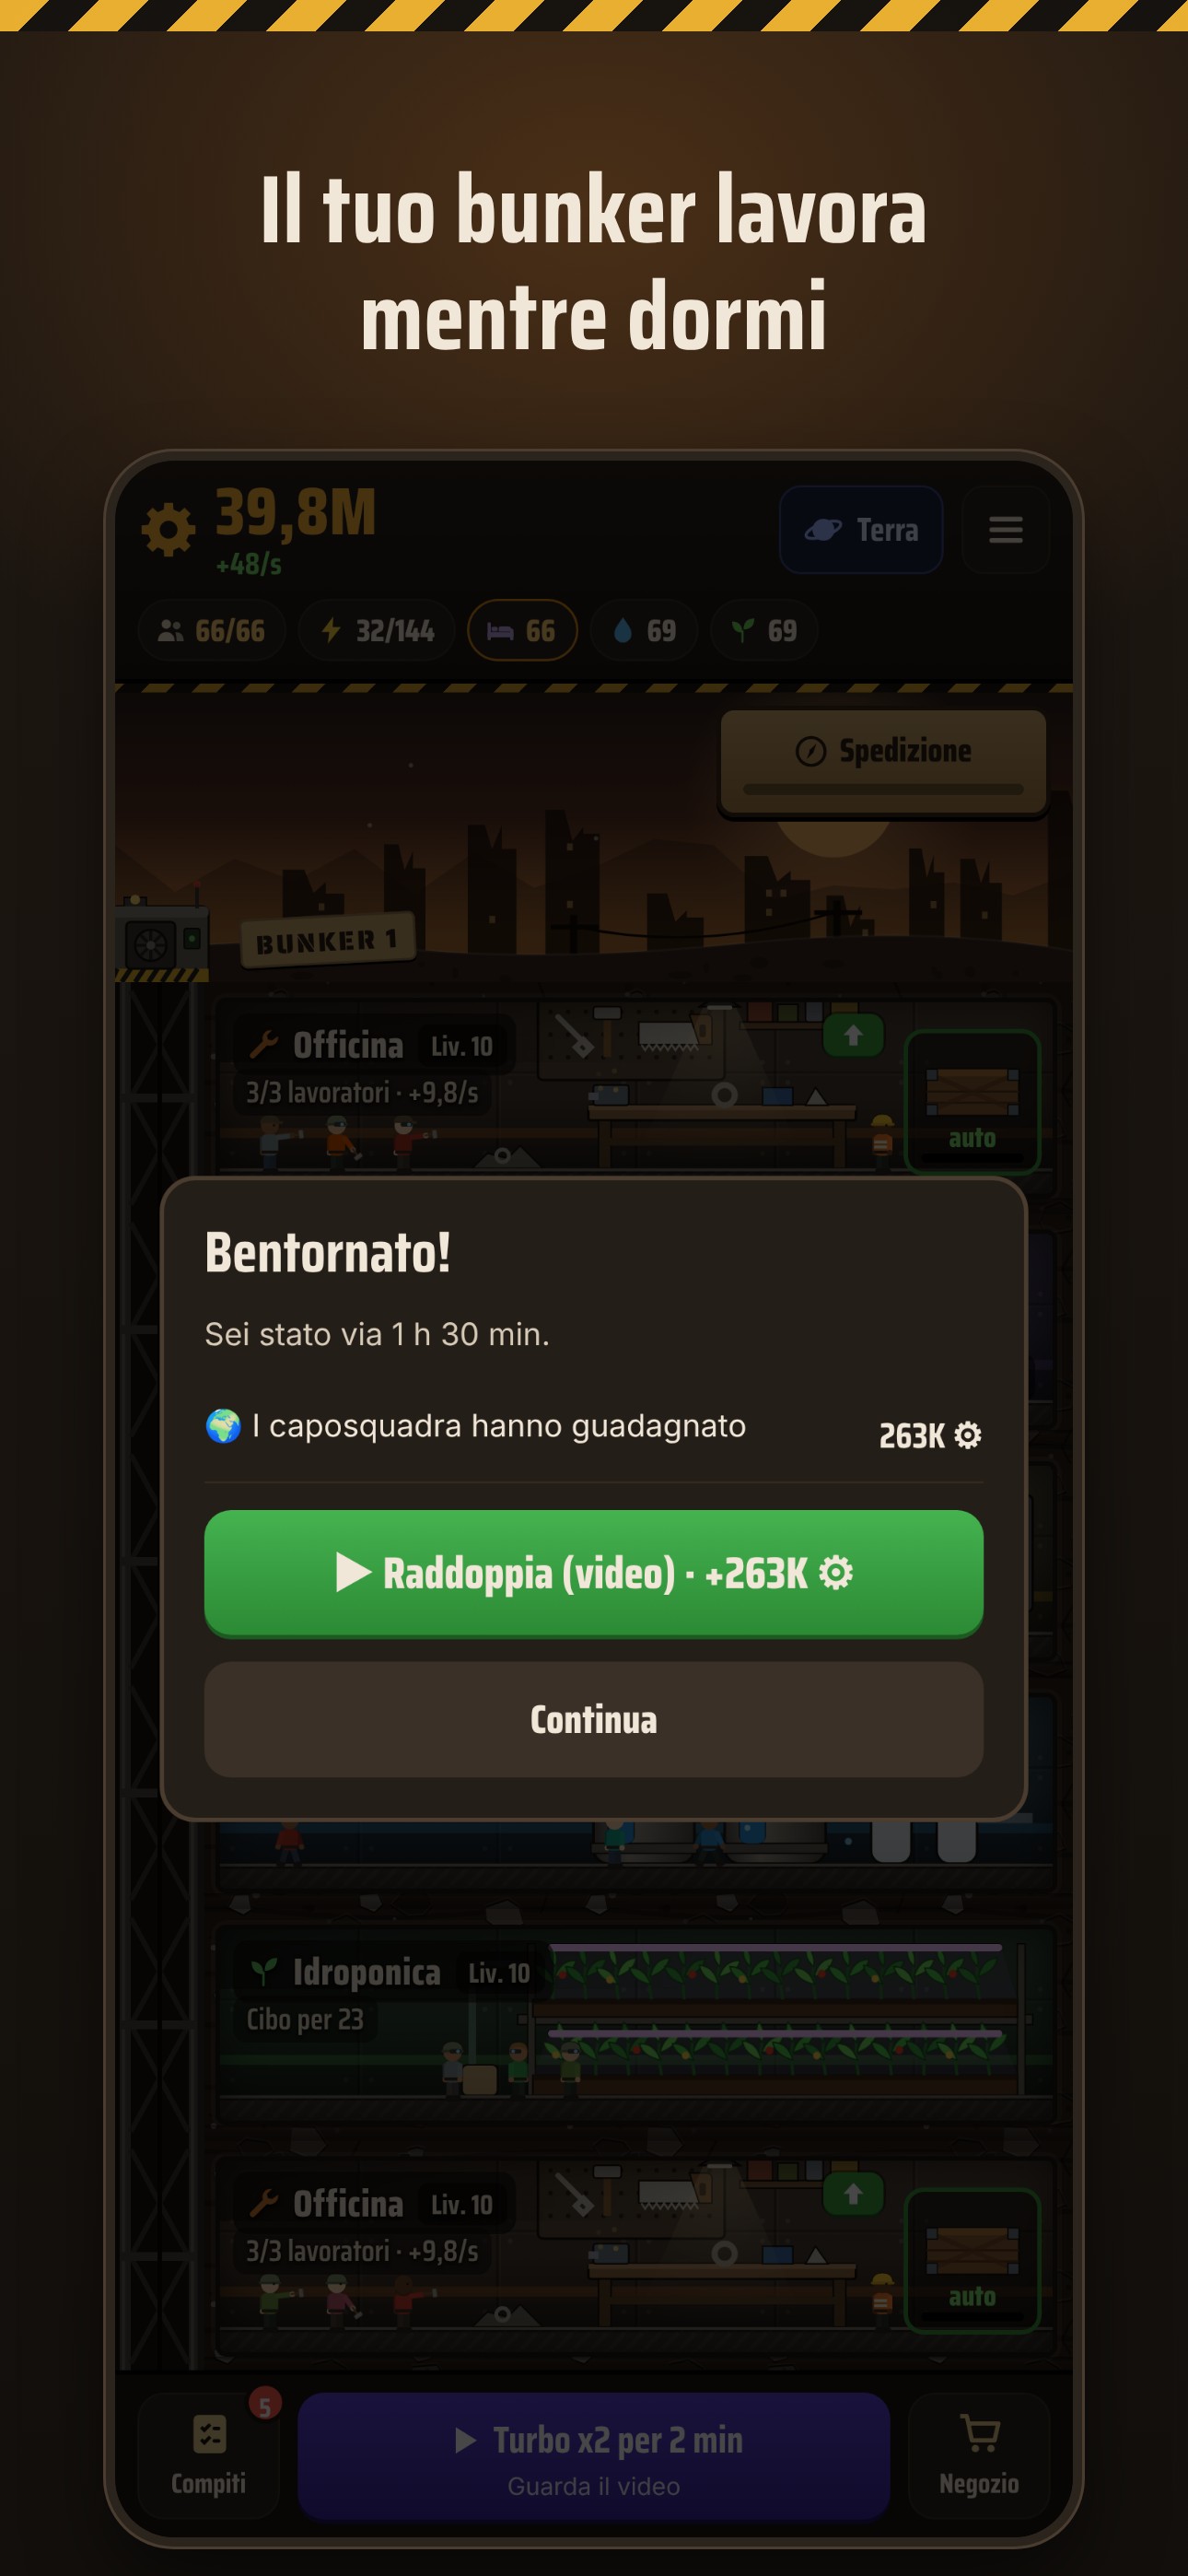 Il tuo bunker lavora
mentre dormi
39,8M
+48/s
Terra
66/66
32/144
66
69
69
Spedizione
BUNKER 1
Officina Liv. 10
3/3 lavoratori · +9,8/s
auto
Bentornato!
Sei stato via 1 h 30 min.
I caposquadra hanno guadagnato
263K
Raddoppia (video) · +263K
Continua
Idroponica Liv. 10
Cibo per 23
Officina Liv. 10
3/3 lavoratori · +9,8/s
auto
5
Compiti
Turbo x2 per 2 min
Guarda il video
Negozio